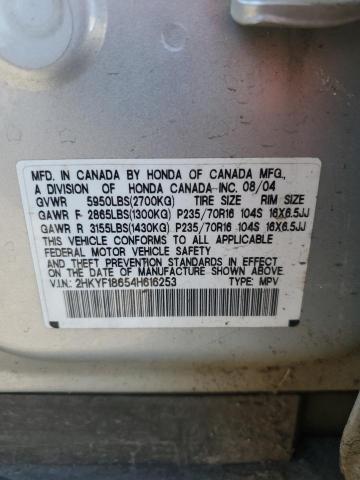 MFD. IN CANADA BY HONDA OF CANADA MFG.,
A DIVISION OF HONDA CANADA INC. 08/04
GVWR 5950LBS(2700KG) TIRE SIZE RIM SIZE
GAWR F 2865LBS(1300KG) P235/70R16 104S 16X6.5JJ
GAWR R 3155LBS(1430KG) P235/70R16 104S 16X6.5JJ
THIS VEHICLE CONFORMS TO ALL APPLICABLE
FEDERAL MOTOR VEHICLE SAFETY
AND THEFT PREVENTION STANDARDS IN EFFECT
ON THE DATE OF MANUFACTURE SHOWN ABOVE.
V.I.N.: 2HKYF18654H616253 TYPE: MPV